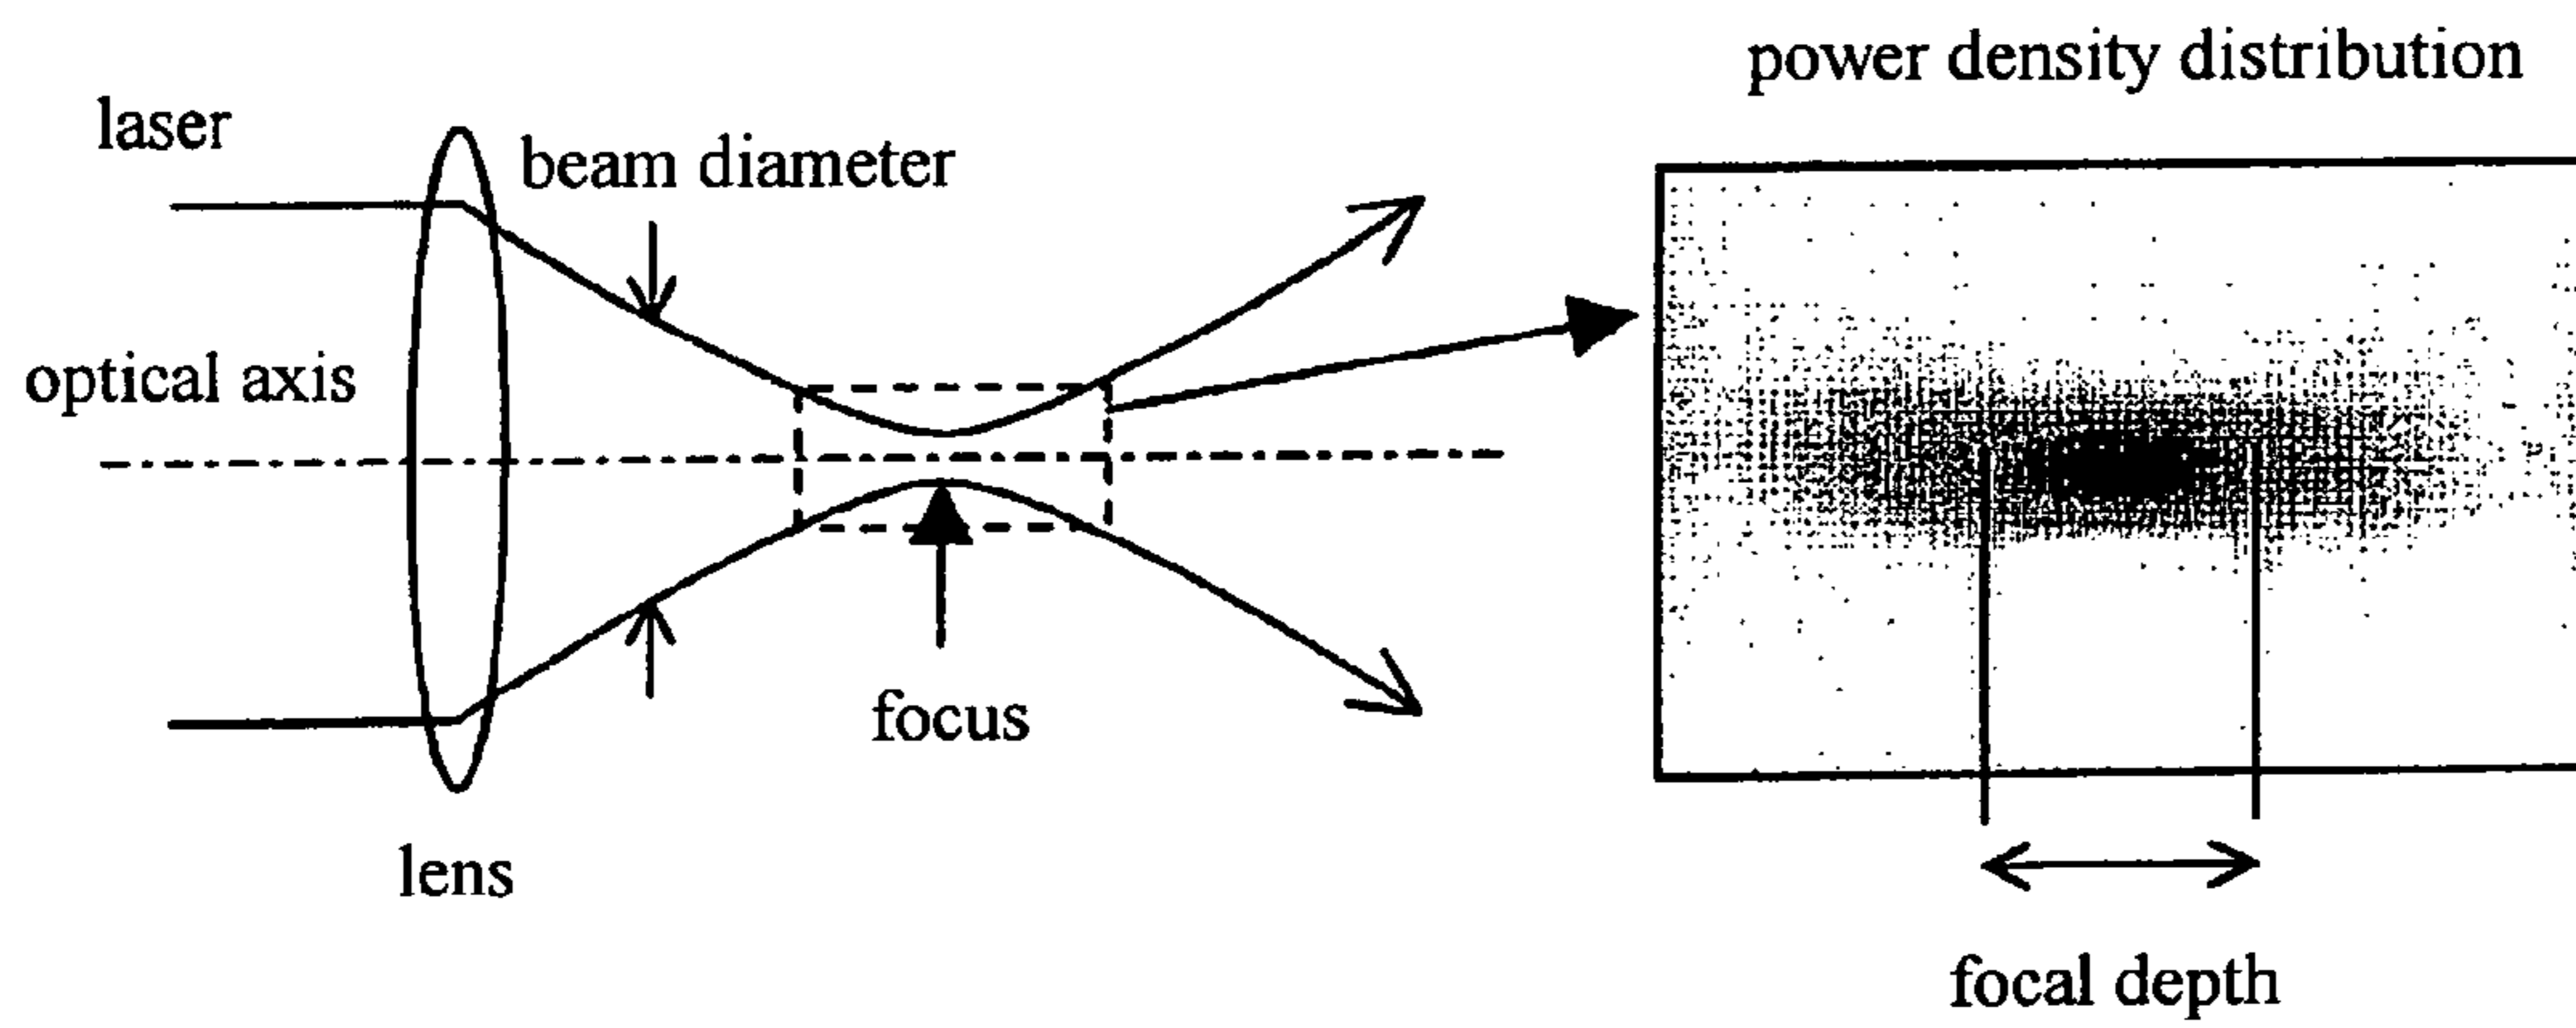 power density distribution
laser
beam diameter
optical axis
focus
lens
focal depth